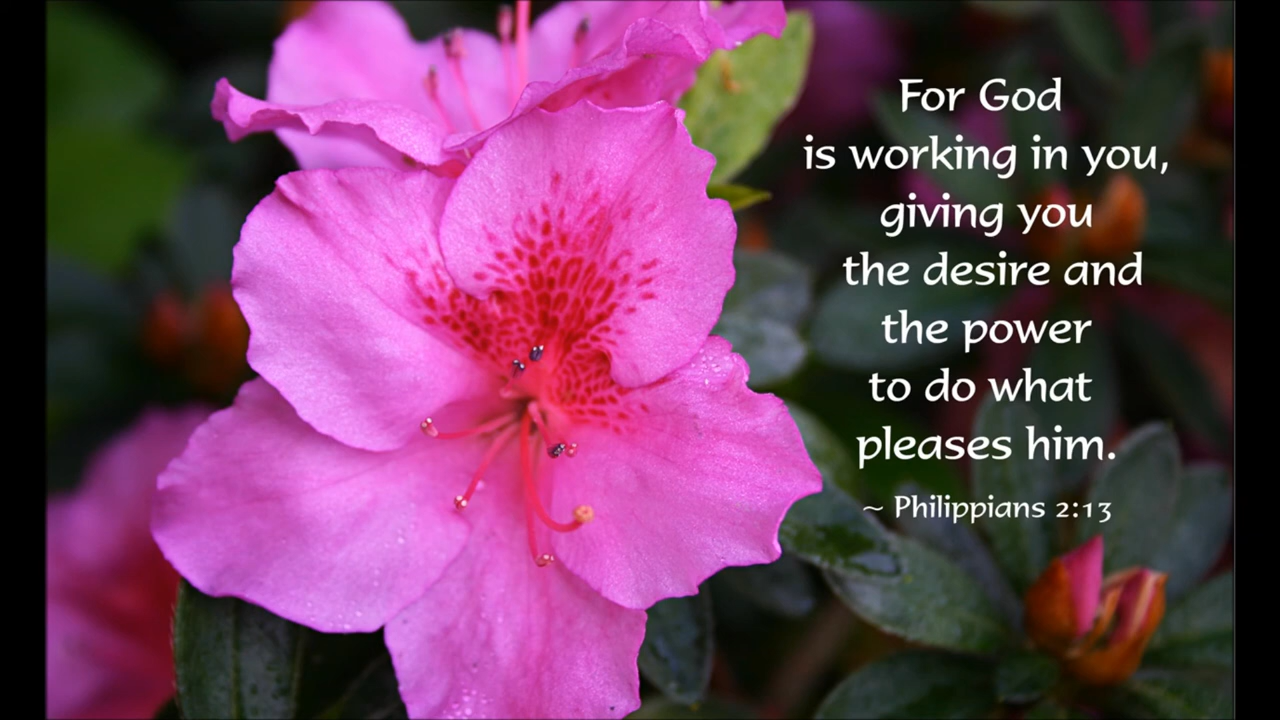 For God
is working in you,
giving you
the desire and
the power
to do what
pleases him.
~ Philippians 2:13